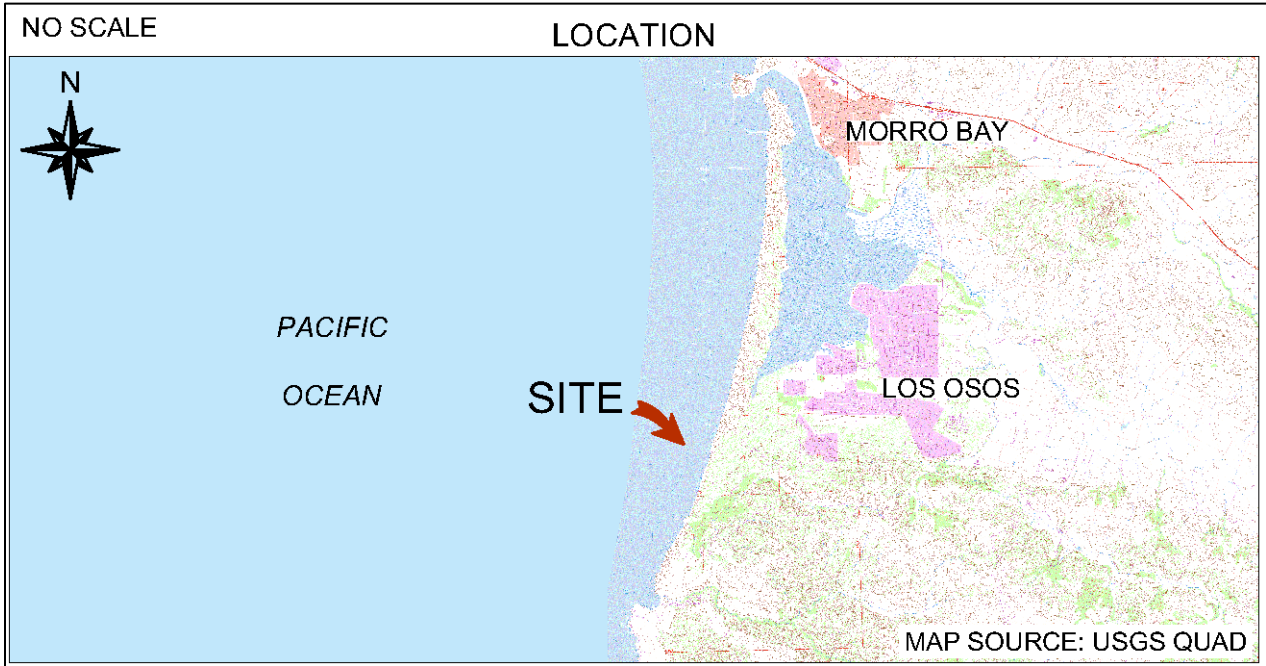 NO SCALE
LOCATION
N
MORRO BAY
PACIFIC
OCEAN
SITE
LOS OSOS
MAP SOURCE: USGS QUAD